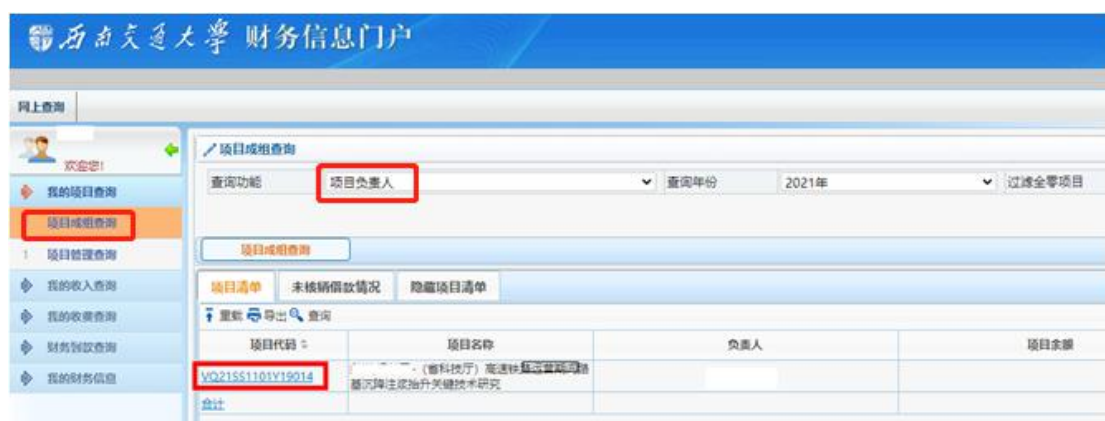 西南交通大学 财务信息门户
网上查询
欢迎您!
我的项目查询
项目成组查询
1 项目管理查询
我的收入查询
我的收费查询
财务到款查询
我的财务信息
项目成组查询
查询功能 项目负责人 查询年份 2021年 过滤全零项目
项目成组查询
项目清单 未核销借款情况 隐藏项目清单
重载 导出 查询
项目代码 项目名称 负责人 项目余额
VQ21SS1101Y19014 -（省科技厅）高速铁路
基沉降注浆抬升关键技术研究
合计